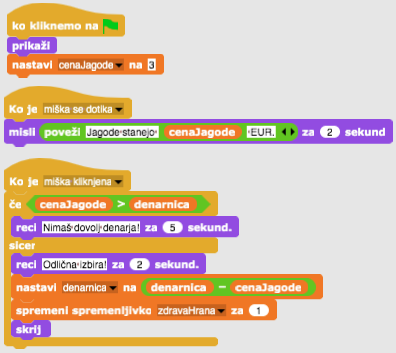 ko kliknemo na
prikaži
nastavi cenaJagode na 3
Ko je miška se dotika
misli poveži Jagode stanejo cenaJagode EUR. za 2 sekund
Ko je miška kliknjena
če cenaJagode > denarnica
reci Nimaš dovolj denarja! za 5 sekund.
sicer
reci Odlična izbira! za 2 sekund.
nastavi denarnica na denarnica − cenaJagode
spremeni spremenljivko zdravaHrana za 1
skrij